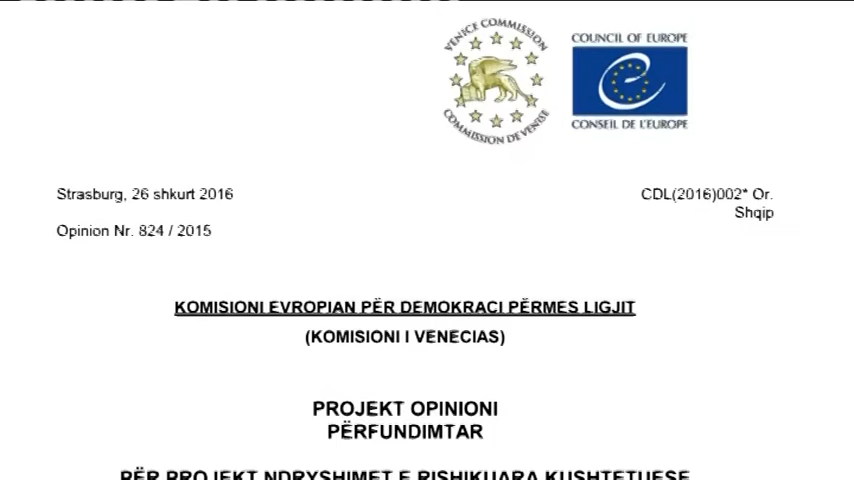 VENICE COMMISSION
COMMISSION DE VENISE
COUNCIL OF EUROPE
CONSEIL DE L'EUROPE
Strasburg, 26 shkurt 2016
CDL(2016)002* Or.
Shqip
Opinion Nr. 824 / 2015
KOMISIONI EVROPIAN PËR DEMOKRACI PËRMES LIGJIT
(KOMISIONI I VENECIAS)
PROJEKT OPINIONI
PËRFUNDIMTAR
PËR PROJEKT NDRYSHIMET E RISHIKUARA KUSHTETUESE